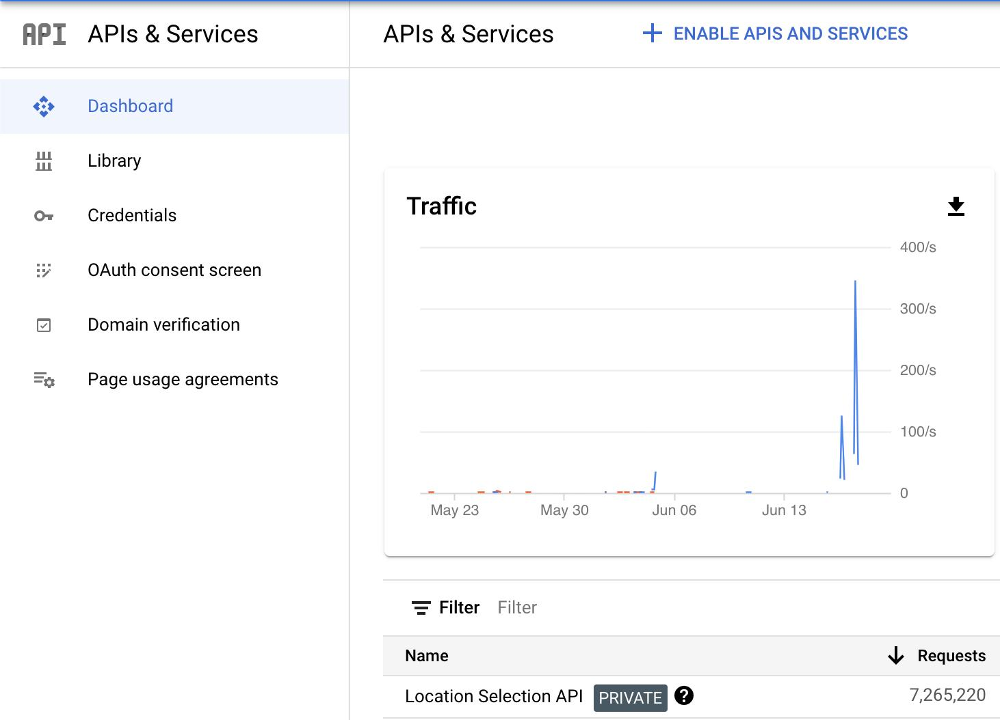 API APIs & Services
APIs & Services
ENABLE APIS AND SERVICES
Dashboard
Library
Credentials
OAuth consent screen
Domain verification
Page usage agreements
Traffic
400/s
300/s
200/s
100/s
0
May 23 May 30 Jun 06 Jun 13
Filter Filter
Name Requests
Location Selection API PRIVATE ? 7,265,220